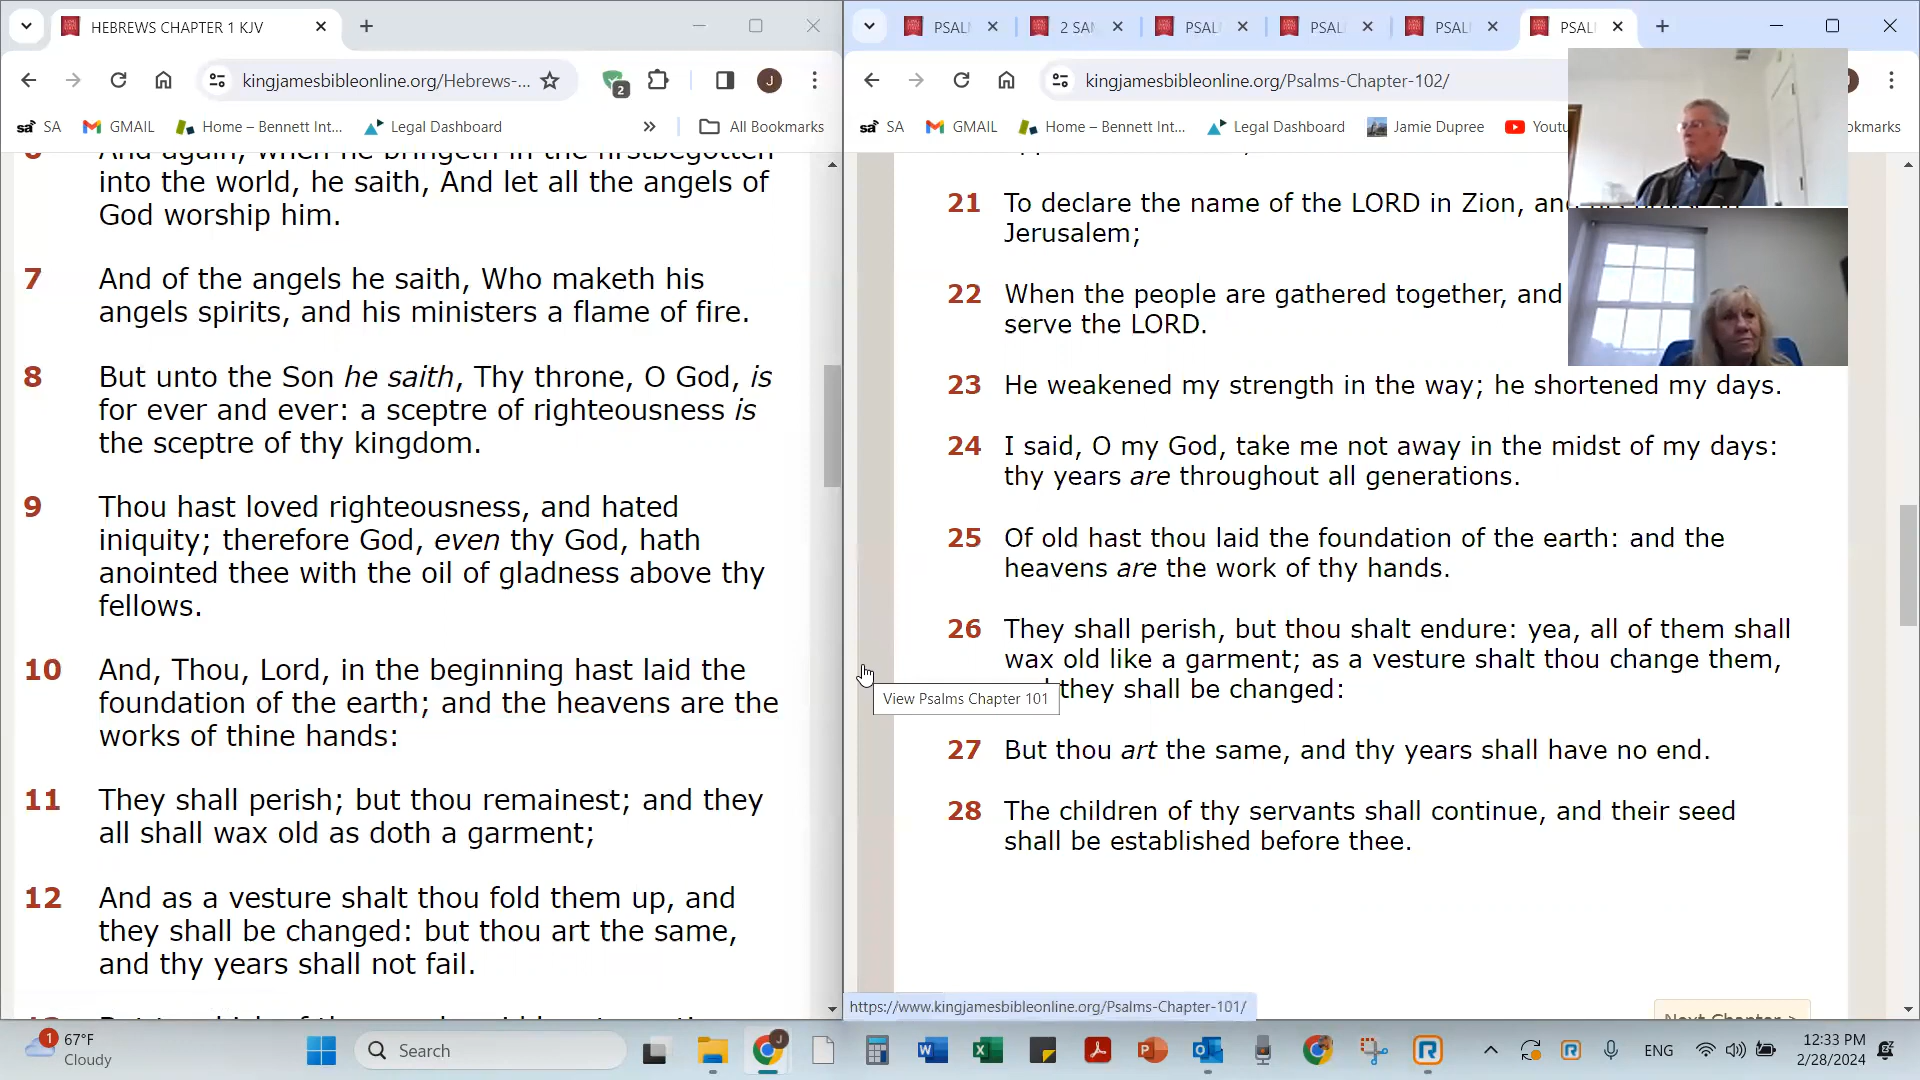 HEBREWS CHAPTER 1 KJV
kingjamesbibleonline.org/Hebrews-...
2
J
SA
GMAIL
Home – Bennett Int...
Legal Dashboard
All Bookmarks
And again, when he bringeth in the firstbegotten
into the world, he saith, And let all the angels of
God worship him.
7 And of the angels he saith, Who maketh his
angels spirits, and his ministers a flame of fire.
8 But unto the Son he saith, Thy throne, O God, is
for ever and ever: a sceptre of righteousness is
the sceptre of thy kingdom.
9 Thou hast loved righteousness, and hated
iniquity; therefore God, even thy God, hath
anointed thee with the oil of gladness above thy
fellows.
10 And, Thou, Lord, in the beginning hast laid the
foundation of the earth; and the heavens are the
works of thine hands:
11 They shall perish; but thou remainest; and they
all shall wax old as doth a garment;
12 And as a vesture shalt thou fold them up, and
they shall be changed: but thou art the same,
and thy years shall not fail.
PSAL
2 SAM
PSAL
PSAL
PSAL
PSAL
kingjamesbibleonline.org/Psalms-Chapter-102/
SA
GMAIL
Home – Bennett Int...
Legal Dashboard
Jamie Dupree
Youtu
okmarks
21 To declare the name of the LORD in Zion, and
Jerusalem;
22 When the people are gathered together, and
serve the LORD.
23 He weakened my strength in the way; he shortened my days.
24 I said, O my God, take me not away in the midst of my days:
thy years are throughout all generations.
25 Of old hast thou laid the foundation of the earth: and the
heavens are the work of thy hands.
26 They shall perish, but thou shalt endure: yea, all of them shall
wax old like a garment; as a vesture shalt thou change them,
they shall be changed:
View Psalms Chapter 101
27 But thou art the same, and thy years shall have no end.
28 The children of thy servants shall continue, and their seed
shall be established before thee.
Next Chapter >
https://www.kingjamesbibleonline.org/Psalms-Chapter-101/
1
67°F
Cloudy
Search
ENG
12:33 PM
2/28/2024